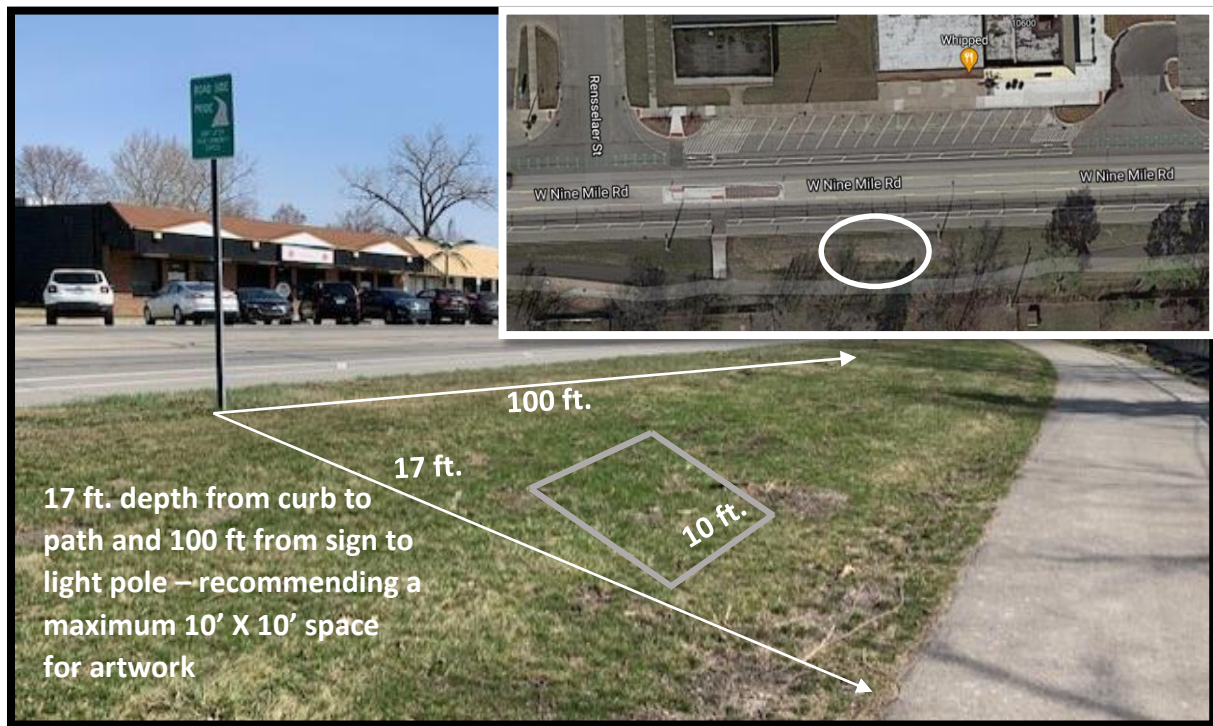 ROAD SIDE
PRIDE
10600
Whipped
Rensselaer St
W Nine Mile Rd
W Nine Mile Rd
W Nine Mile Rd
100 ft.
17 ft.
10 ft.
17 ft. depth from curb to
path and 100 ft from sign to
light pole – recommending a
maximum 10’ X 10’ space
for artwork